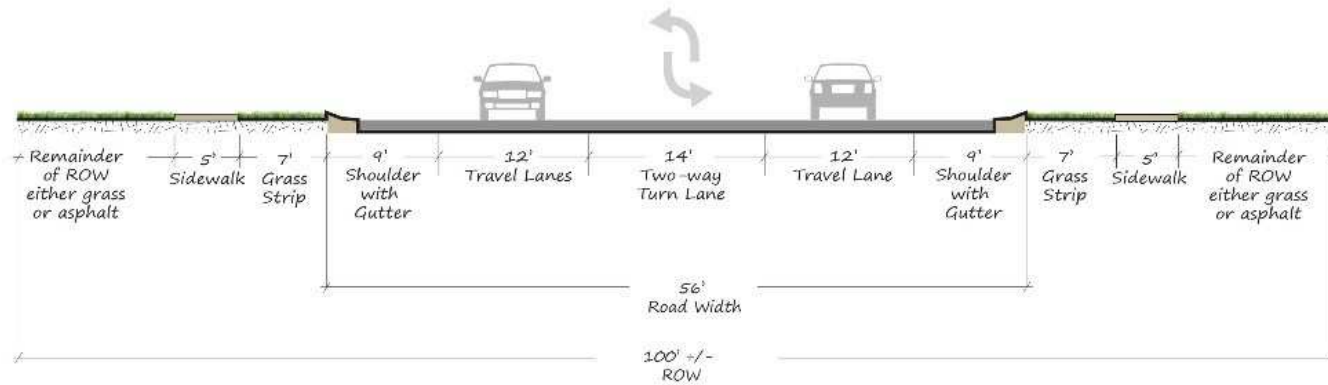 Remainder
of ROW
either grass
or asphalt
5'
Sidewalk
7'
Grass
Strip
9'
Shoulder
with
Gutter
12'
Travel Lanes
14'
Two-way
Turn Lane
12'
Travel Lane
9'
Shoulder
with
Gutter
7'
Grass
Strip
5'
Sidewalk
Remainder
of ROW
either grass
or asphalt
56'
Road Width
100' +/-
ROW